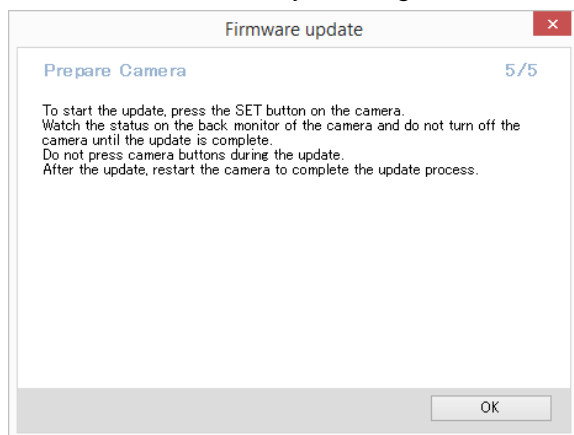 Firmware update
Prepare Camera 5/5
To start the update, press the SET button on the camera.
Watch the status on the back monitor of the camera and do not turn off the
camera until the update is complete.
Do not press camera buttons during the update.
After the update, restart the camera to complete the update process.
OK